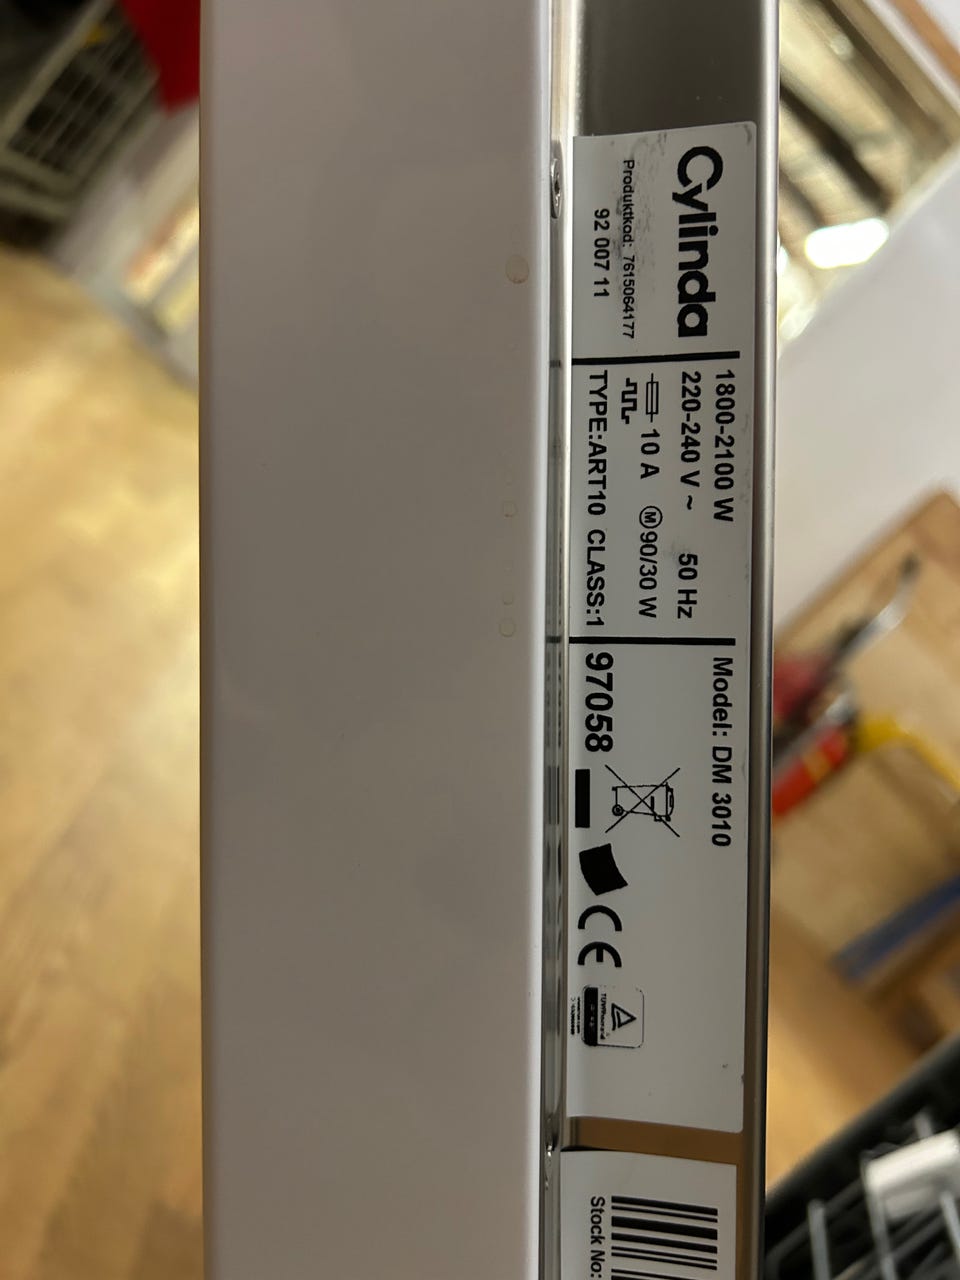 Cylinda
Produktkod: 7615064177
92 007 11
1800-2100 W
220-240 V ~ 50 Hz
10 A Ⓜ90/30 W
TYPE:ART10 CLASS:1
Model: DM 3010
97058
CE
Stock No: